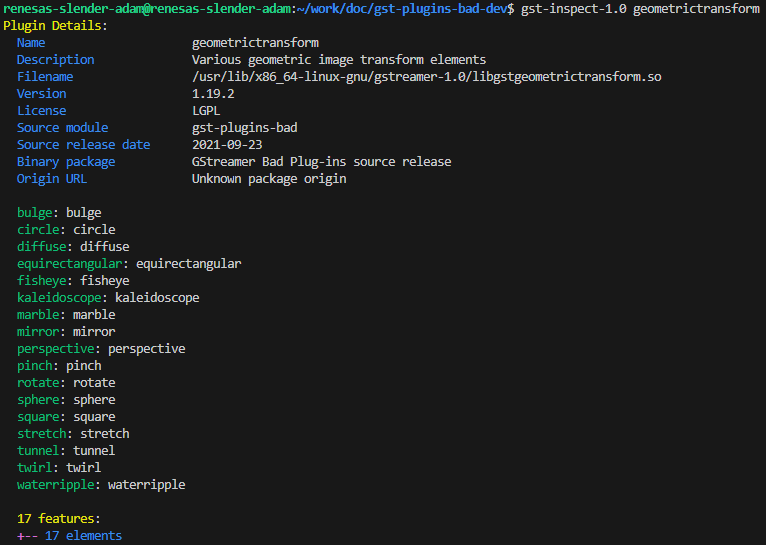 renesas-slender-adam@renesas-slender-adam:~/work/doc/gst-plugins-bad-dev$ gst-inspect-1.0 geometrictransform
Plugin Details:
Name geometrictransform
Description Various geometric image transform elements
Filename /usr/lib/x86_64-linux-gnu/gstreamer-1.0/libgstgeometrictransform.so
Version 1.19.2
License LGPL
Source module gst-plugins-bad
Source release date 2021-09-23
Binary package GStreamer Bad Plug-ins source release
Origin URL Unknown package origin
bulge: bulge
circle: circle
diffuse: diffuse
equirectangular: equirectangular
fisheye: fisheye
kaleidoscope: kaleidoscope
marble: marble
mirror: mirror
perspective: perspective
pinch: pinch
rotate: rotate
sphere: sphere
square: square
stretch: stretch
tunnel: tunnel
twirl: twirl
waterripple: waterripple
17 features:
+-- 17 elements